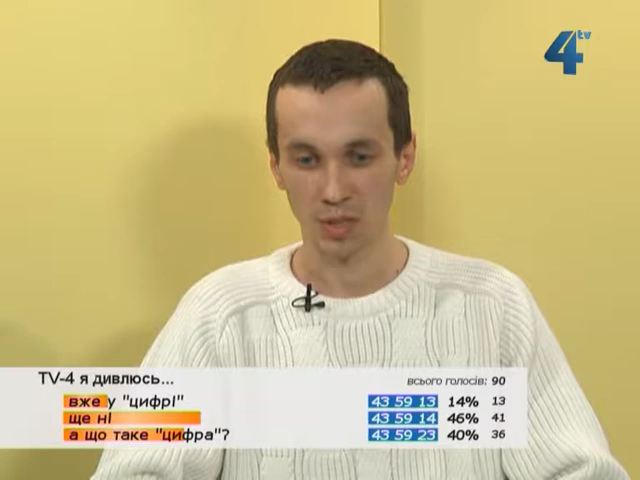 4tv
TV-4 я дивлюсь... всього голосів: 90
вже у "цифрі" 43 59 13 14% 13
ще ні 43 59 14 46% 41
а що таке "цифра"? 43 59 23 40% 36